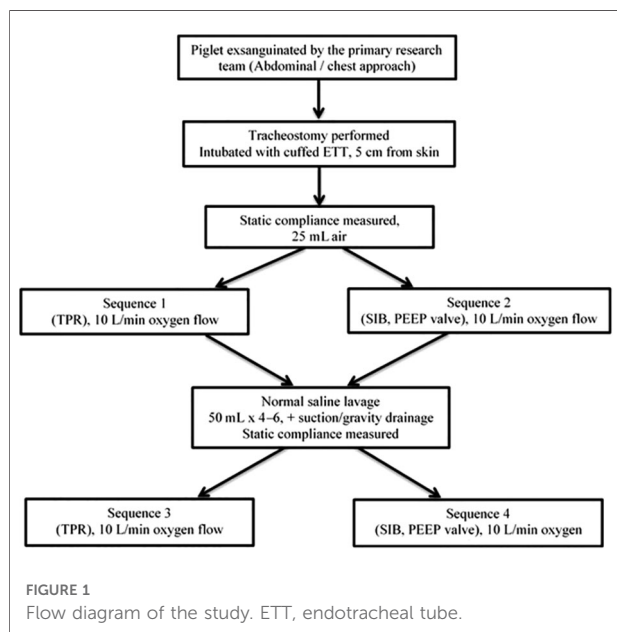 Piglet exsanguinated by the primary research
team (Abdominal / chest approach)
Tracheostomy performed
Intubated with cuffed ETT, 5 cm from skin
Static compliance measured,
25 mL air
Sequence 1
(TPR), 10 L/min oxygen flow
Sequence 2
(SIB, PEEP valve), 10 L/min oxygen flow
Normal saline lavage
50 mL x 4–6, + suction/gravity drainage
Static compliance measured
Sequence 3
(TPR), 10 L/min oxygen flow
Sequence 4
(SIB, PEEP valve), 10 L/min oxygen
FIGURE 1
Flow diagram of the study. ETT, endotracheal tube.